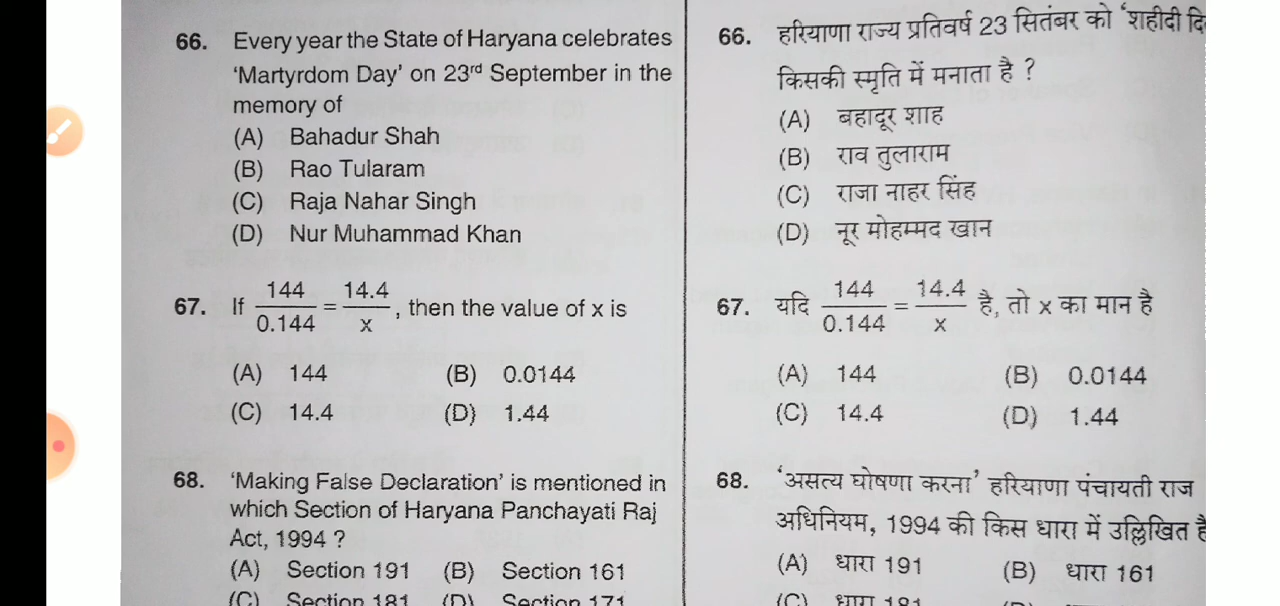 66. Every year the State of Haryana celebrates
‘Martyrdom Day’ on 23rd September in the
memory of
(A) Bahadur Shah
(B) Rao Tularam
(C) Raja Nahar Singh
(D) Nur Muhammad Khan
67. If 144/0.144 = 14.4/x , then the value of x is
(A) 144 (B) 0.0144
(C) 14.4 (D) 1.44
68. ‘Making False Declaration’ is mentioned in
which Section of Haryana Panchayati Raj
Act, 1994 ?
(A) Section 191 (B) Section 161
(C) Section 181 (D) Section 171
66. हरियाणा राज्य प्रतिवर्ष 23 सितंबर को ‘शहीदी दि
किसकी स्मृति में मनाता है ?
(A) बहादूर शाह
(B) राव तुलाराम
(C) राजा नाहर सिंह
(D) नूर मोहम्मद खान
67. यदि 144/0.144 = 14.4/x है, तो x का मान है
(A) 144 (B) 0.0144
(C) 14.4 (D) 1.44
68. ‘असत्य घोषणा करना’ हरियाणा पंचायती राज
अधिनियम, 1994 की किस धारा में उल्लिखित है
(A) धारा 191 (B) धारा 161
(C) धारा 181 (D)